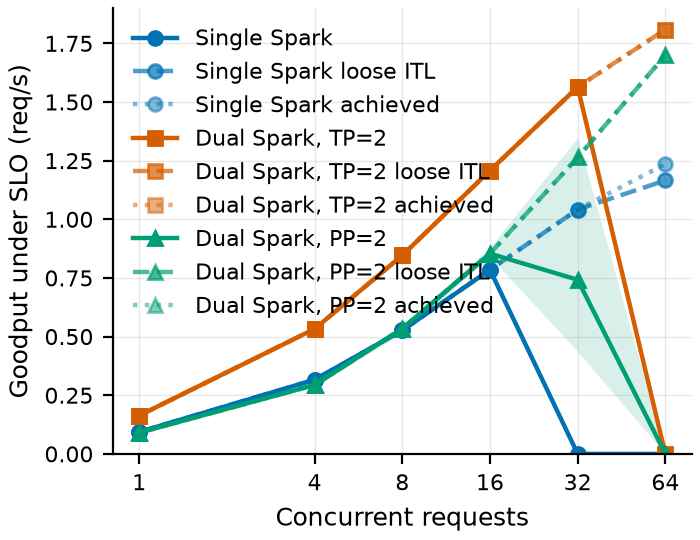 Goodput under SLO (req/s)
1.75
1.50
1.25
1.00
0.75
0.50
0.25
0.00
Single Spark
Single Spark loose ITL
Single Spark achieved
Dual Spark, TP=2
Dual Spark, TP=2 loose ITL
Dual Spark, TP=2 achieved
Dual Spark, PP=2
Dual Spark, PP=2 loose ITL
Dual Spark, PP=2 achieved
1 4 8 16 32 64
Concurrent requests